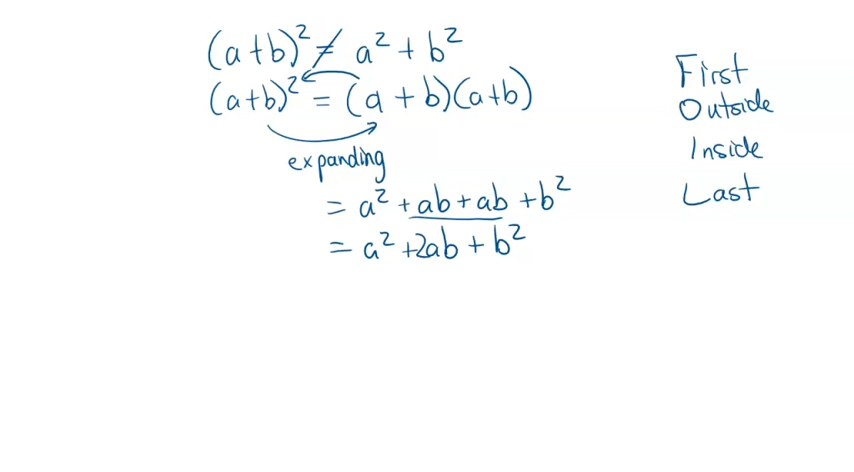 (a+b)² ≠ a² + b²
(a+b)² = (a + b)(a+b)
expanding
= a² + ab + ab + b²
= a² + 2ab + b²
First
Outside
Inside
Last